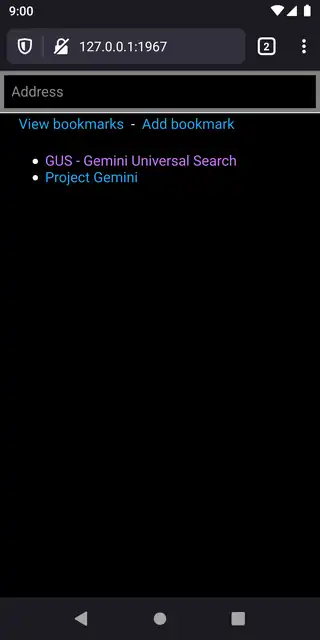 9:00
127.0.0.1:1967
2
Address
View bookmarks - Add bookmark
GUS - Gemini Universal Search
Project Gemini